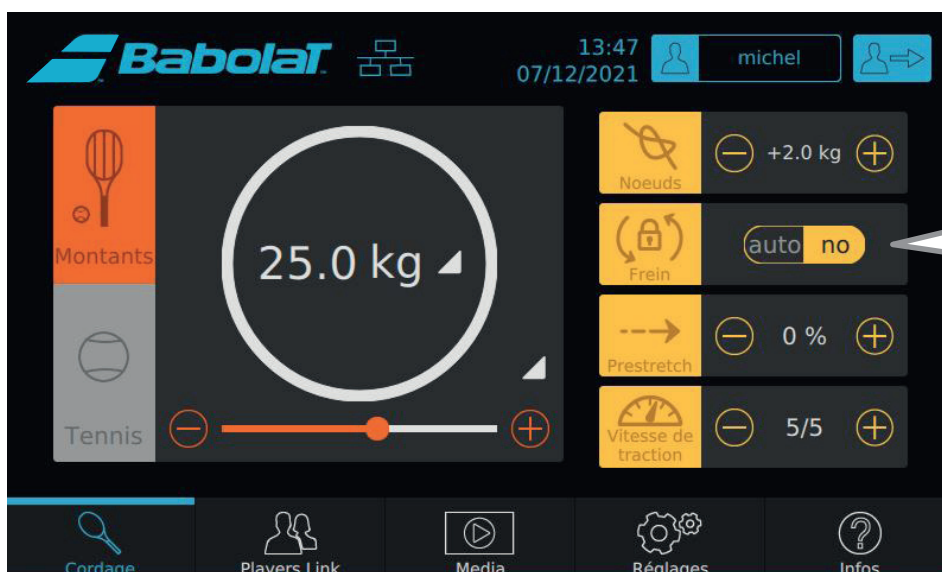 BabolaT
13:47
07/12/2021
michel
Montants
Tennis
25.0 kg
Noeuds
+2.0 kg
Frein
auto no
Prestretch
0 %
Vitesse de
traction
5/5
Cordage
Players Link
Media
Réglages
Infos